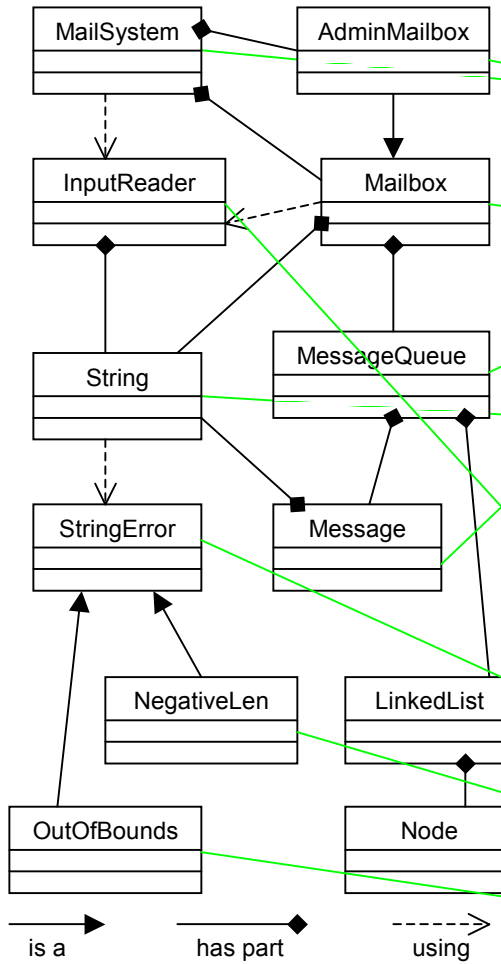 MailSystem
AdminMailbox
InputReader
Mailbox
String
MessageQueue
StringError
Message
NegativeLen
LinkedList
OutOfBounds
Node
is a
has part
using